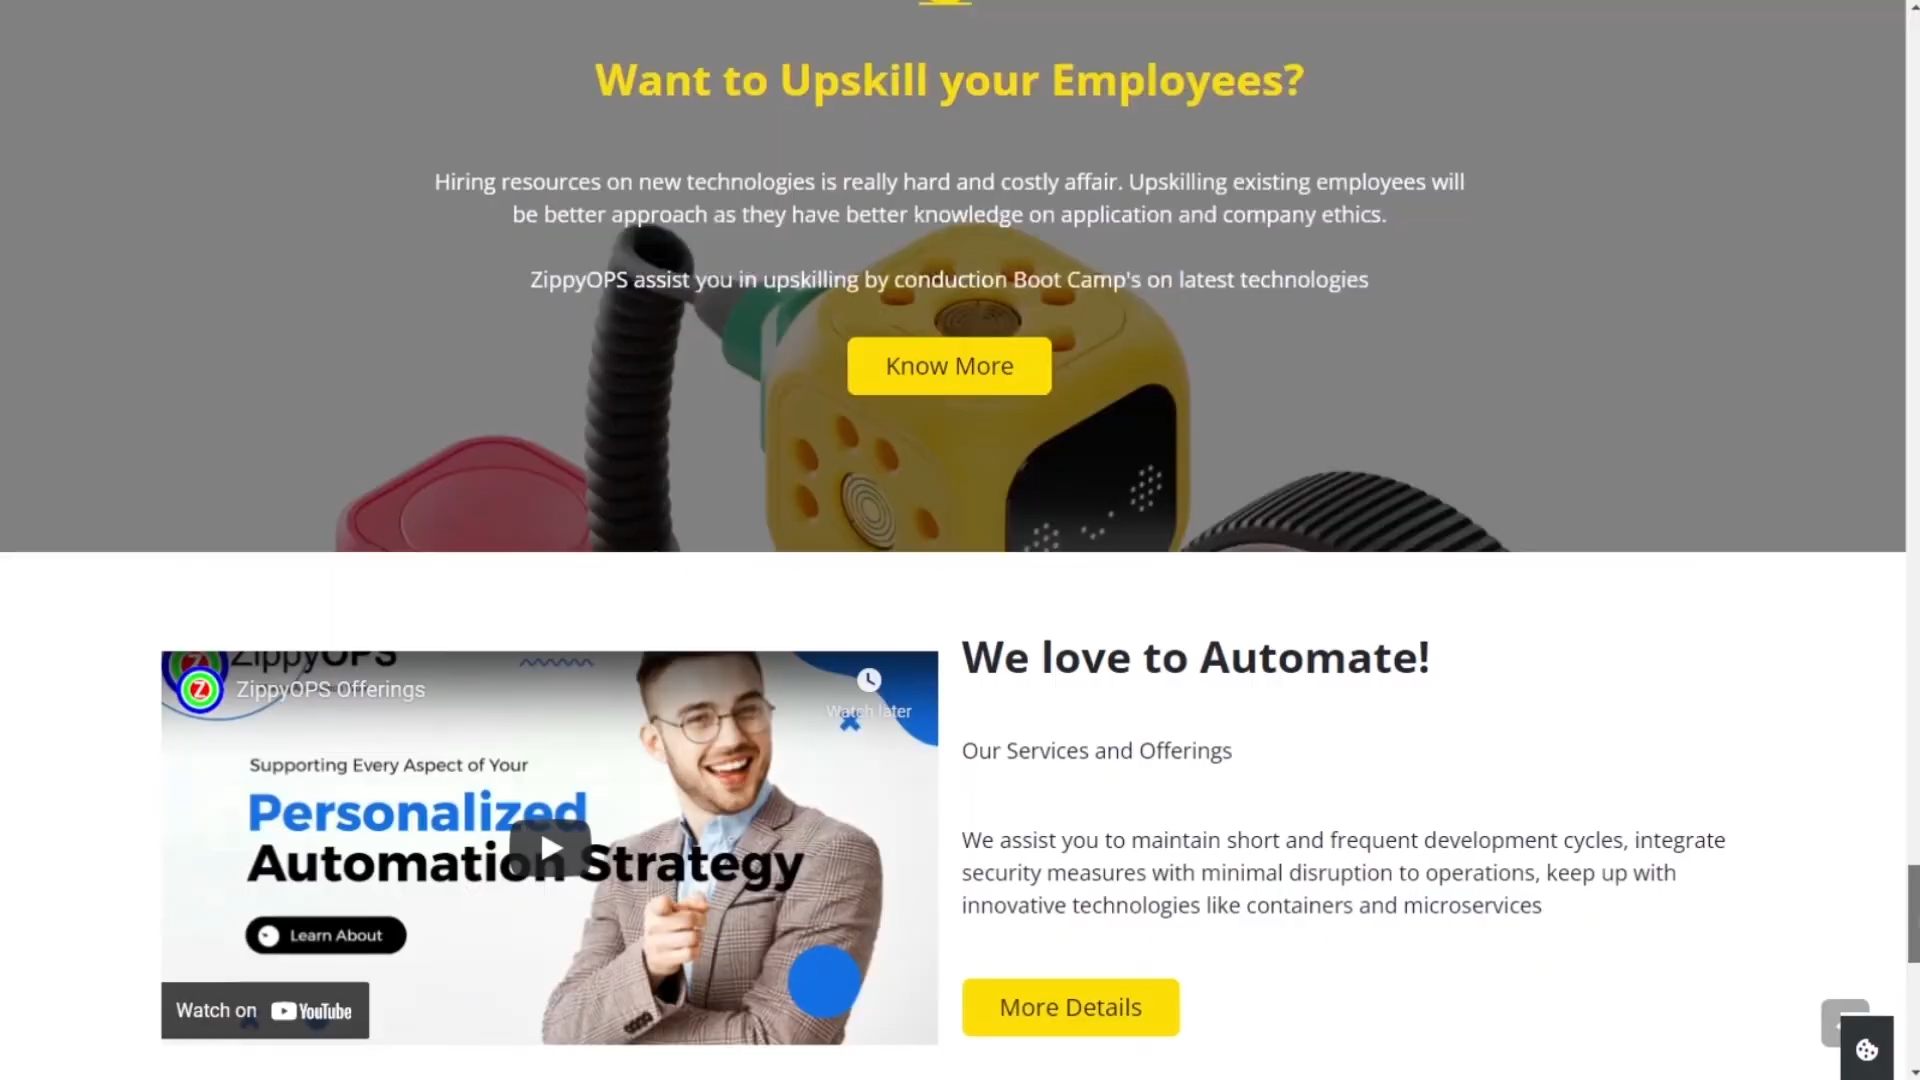 Want to Upskill your Employees?
Hiring resources on new technologies is really hard and costly affair. Upskilling existing employees will
be better approach as they have better knowledge on application and company ethics.
ZippyOPS assist you in upskilling by conduction Boot Camp's on latest technologies
Know More
ZippyOPS
ZippyOPS Offerings
Watch later
Supporting Every Aspect of Your
Personalized
Automation Strategy
Learn About
Watch on YouTube
We love to Automate!
Our Services and Offerings
We assist you to maintain short and frequent development cycles, integrate
security measures with minimal disruption to operations, keep up with
innovative technologies like containers and microservices
More Details